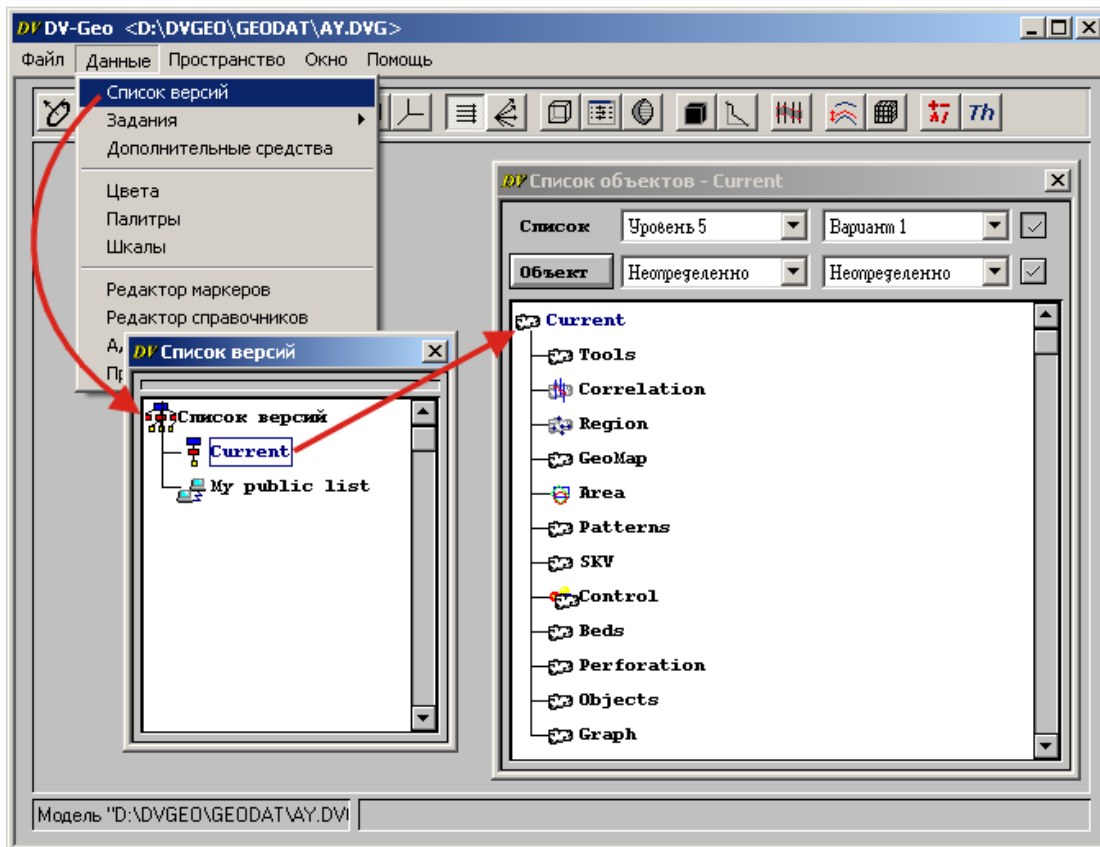 DV DV-Geo <D:\DVGEO\GEODAT\AY.DVG>
Файл Данные Пространство Окно Помощь
Список версий
Задания
Дополнительные средства
Цвета
Палитры
Шкалы
Редактор маркеров
Редактор справочников
Th
DV Список версий
Список версий
Current
My public list
DV Список объектов - Current
Список Уровень 5 Вариант 1
Объект Неопределенно Неопределенно
Current
Tools
Correlation
Region
GeoMap
Area
Patterns
SKV
Control
Beds
Perforation
Objects
Graph
Модель "D:\DVGEO\GEODAT\AY.DV